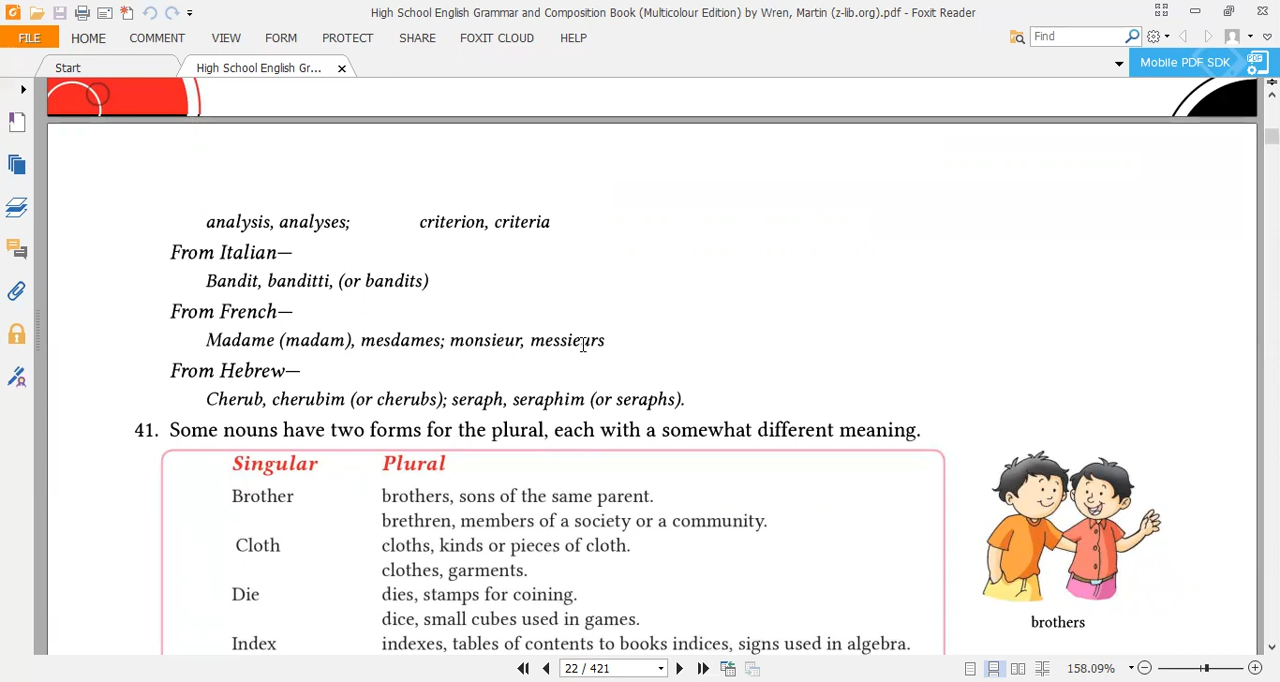 High School English Grammar and Composition Book (Multicolour Edition) by Wren, Martin (z-lib.org).pdf - Foxit Reader
FILE HOME COMMENT VIEW FORM PROTECT SHARE FOXIT CLOUD HELP Find
Start High School English Gr... Mobile PDF SDK
analysis, analyses; criterion, criteria
From Italian—
Bandit, banditti, (or bandits)
From French—
Madame (madam), mesdames; monsieur, messieurs
From Hebrew—
Cherub, cherubim (or cherubs); seraph, seraphim (or seraphs).
41. Some nouns have two forms for the plural, each with a somewhat different meaning.
Singular Plural
Brother brothers, sons of the same parent.
brethren, members of a society or a community.
Cloth cloths, kinds or pieces of cloth.
clothes, garments.
Die dies, stamps for coining.
dice, small cubes used in games.
Index indexes, tables of contents to books indices, signs used in algebra.
brothers
22 / 421 158.09%